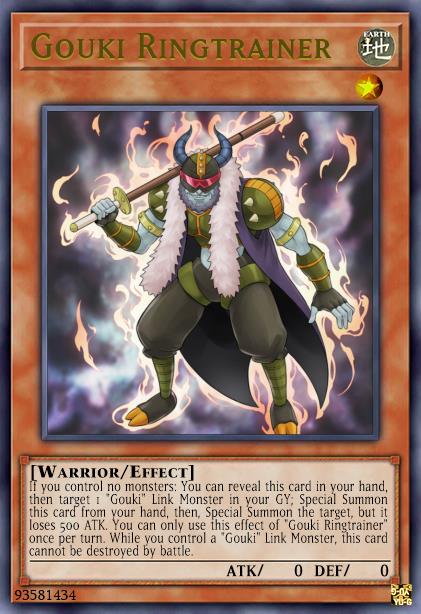 GOUKI RINGTRAINER
EARTH
地
[WARRIOR/EFFECT]
If you control no monsters: You can reveal this card in your hand,
then target 1 "Gouki" Link Monster in your GY; Special Summon
this card from your hand, then, Special Summon the target, but it
loses 500 ATK. You can only use this effect of "Gouki Ringtrainer"
once per turn. While you control a "Gouki" Link Monster, this card
cannot be destroyed by battle.
ATK/ 0 DEF/ 0
93581434